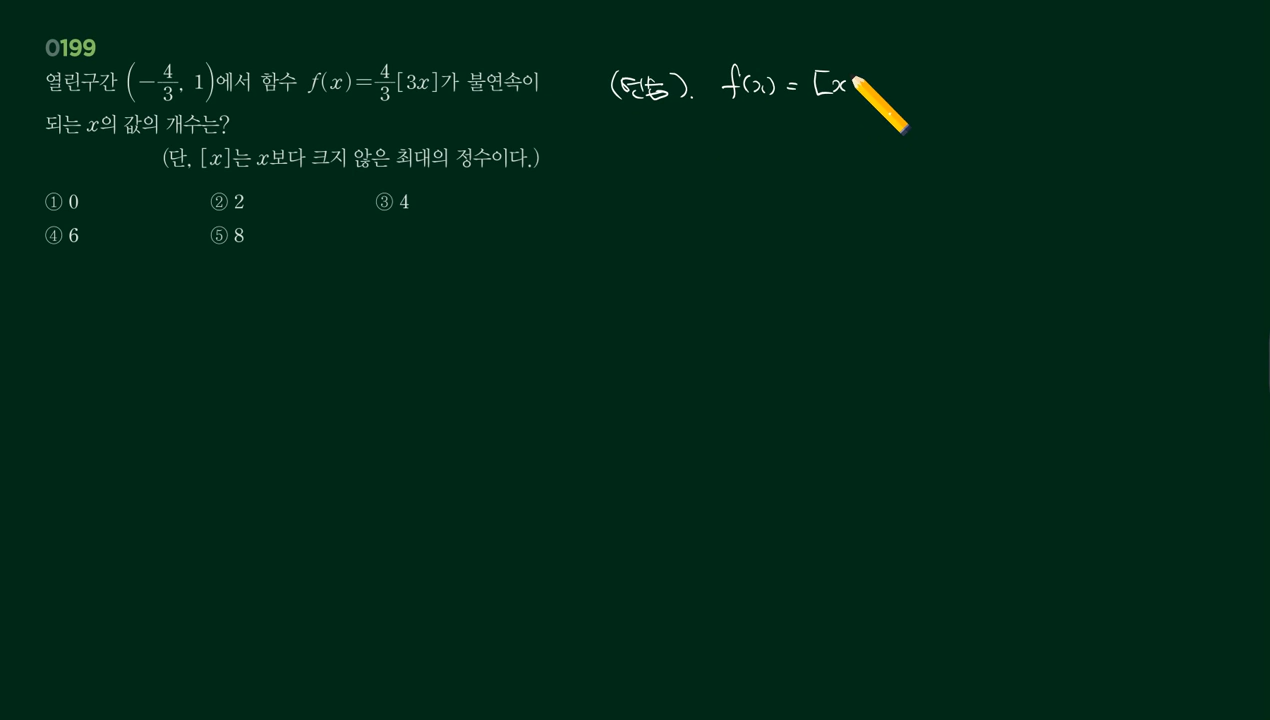 0199
열린구간 (-4/3, 1)에서 함수 f(x)=4/3[3x]가 불연속이
되는 x의 값의 개수는?
(단, [x]는 x보다 크지 않은 최대의 정수이다.)
① 0 ② 2 ③ 4
④ 6 ⑤ 8
f(x) = [x